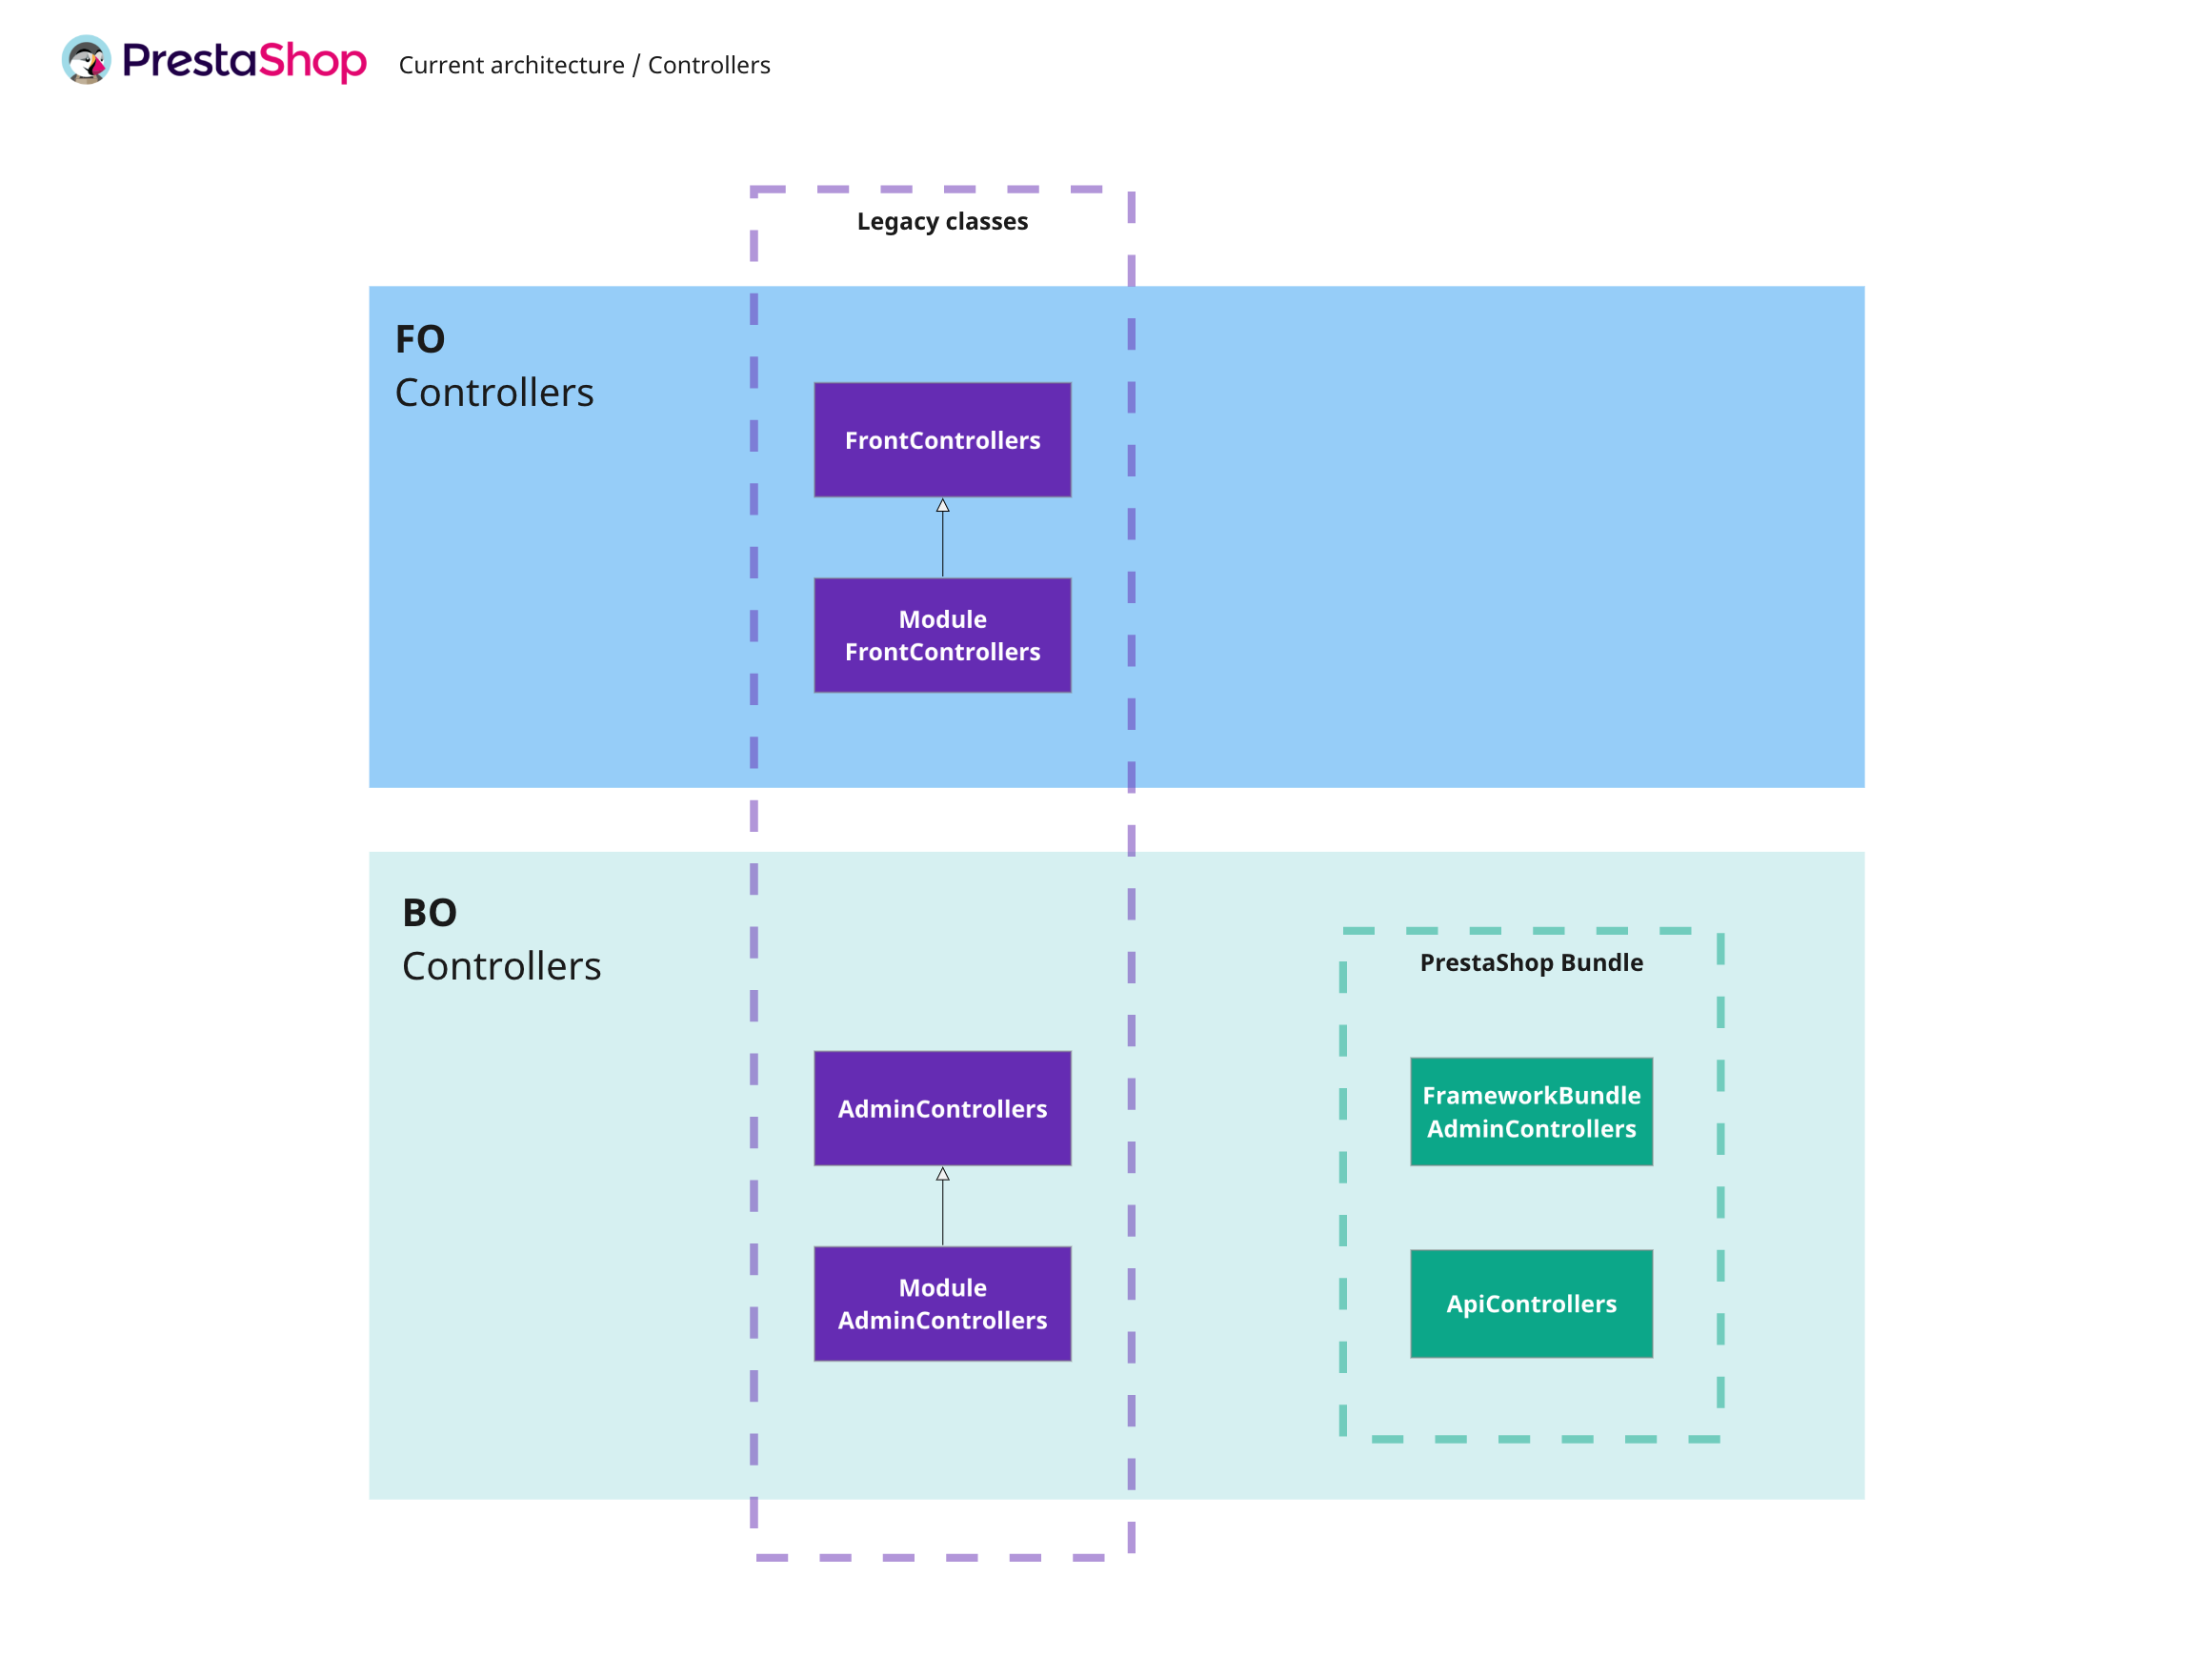 PrestaShop
Current architecture / Controllers
Legacy classes
FO
Controllers
FrontControllers
Module
FrontControllers
BO
Controllers
PrestaShop Bundle
AdminControllers
FrameworkBundle
AdminControllers
Module
AdminControllers
ApiControllers